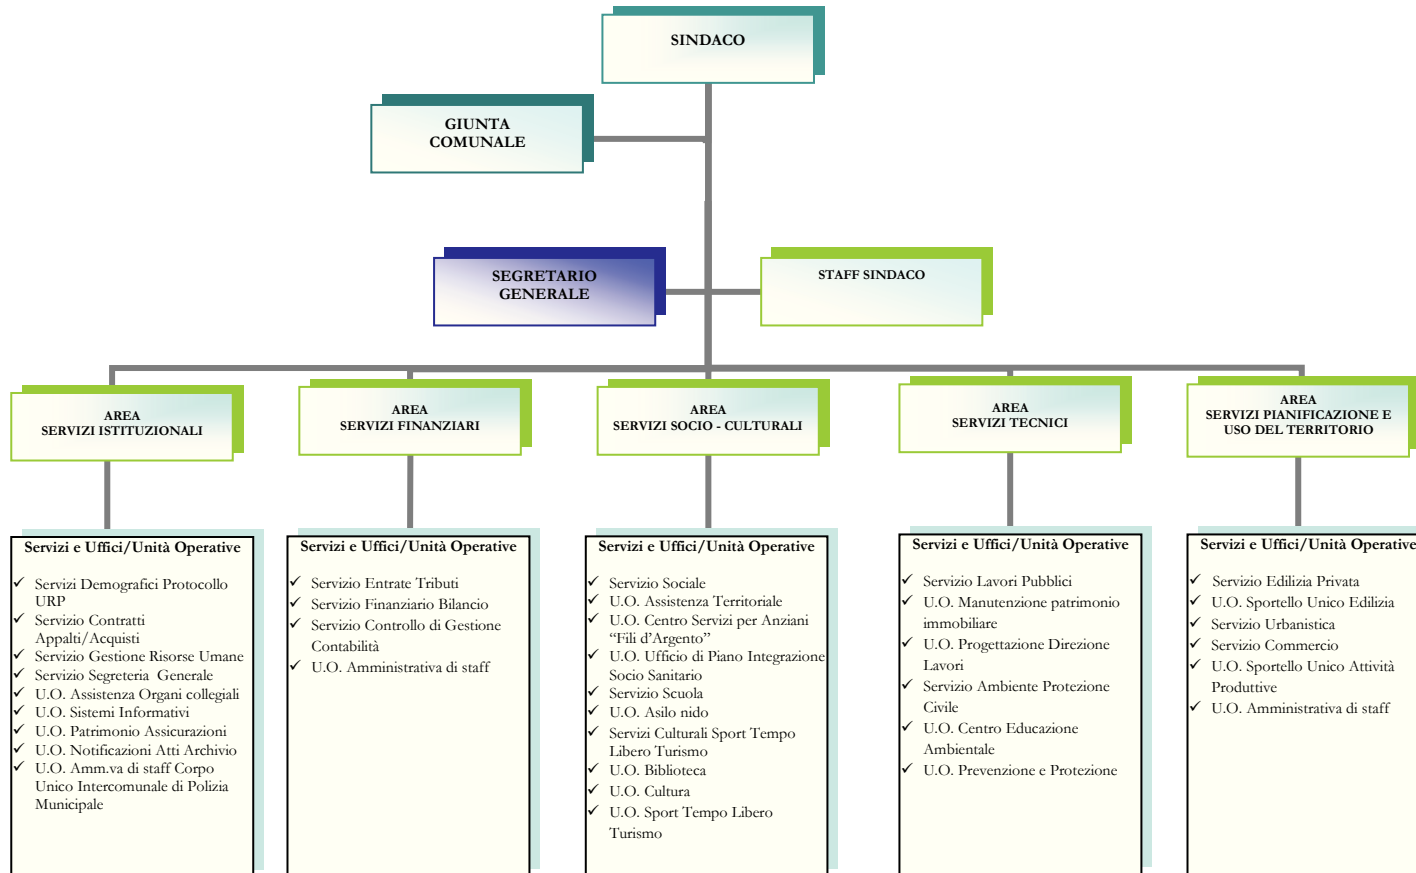 SINDACO
GIUNTA
COMUNALE
SEGRETARIO
GENERALE
STAFF SINDACO
AREA
SERVIZI ISTITUZIONALI
AREA
SERVIZI FINANZIARI
AREA
SERVIZI SOCIO - CULTURALI
AREA
SERVIZI TECNICI
AREA
SERVIZI PIANIFICAZIONE E
USO DEL TERRITORIO
Servizi e Uffici/Unità Operative
✓ Servizi Demografici Protocollo
URP
✓ Servizio Contratti
Appalti/Acquisti
✓ Servizio Gestione Risorse Umane
✓ Servizio Segreteria Generale
✓ U.O. Assistenza Organi collegiali
✓ U.O. Sistemi Informativi
✓ U.O. Patrimonio Assicurazioni
✓ U.O. Notificazioni Atti Archivio
✓ U.O. Amm.va di staff Corpo
Unico Intercomunale di Polizia
Municipale
Servizi e Uffici/Unità Operative
✓ Servizio Entrate Tributi
✓ Servizio Finanziario Bilancio
✓ Servizio Controllo di Gestione
Contabilità
✓ U.O. Amministrativa di staff
Servizi e Uffici/Unità Operative
✓ Servizio Sociale
✓ U.O. Assistenza Territoriale
✓ U.O. Centro Servizi per Anziani
“Fili d’Argento”
✓ U.O. Ufficio di Piano Integrazione
Socio Sanitario
✓ Servizio Scuola
✓ U.O. Asilo nido
✓ Servizi Culturali Sport Tempo
Libero Turismo
✓ U.O. Biblioteca
✓ U.O. Cultura
✓ U.O. Sport Tempo Libero
Turismo
Servizi e Uffici/Unità Operative
✓ Servizio Lavori Pubblici
✓ U.O. Manutenzione patrimonio
immobiliare
✓ U.O. Progettazione Direzione
Lavori
✓ Servizio Ambiente Protezione
Civile
✓ U.O. Centro Educazione
Ambientale
✓ U.O. Prevenzione e Protezione
Servizi e Uffici/Unità Operative
✓ Servizio Edilizia Privata
✓ U.O. Sportello Unico Edilizia
✓ Servizio Urbanistica
✓ Servizio Commercio
✓ U.O. Sportello Unico Attività
Produttive
✓ U.O. Amministrativa di staff